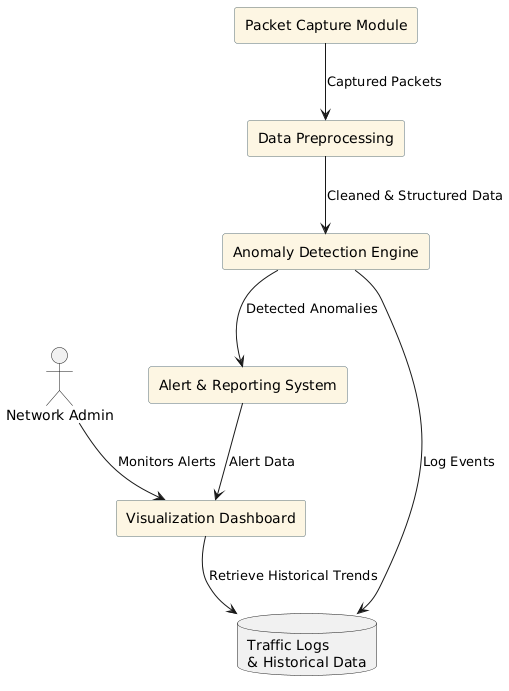 Packet Capture Module
Captured Packets
Data Preprocessing
Cleaned & Structured Data
Anomaly Detection Engine
Detected Anomalies
Alert & Reporting System
Network Admin
Monitors Alerts
Alert Data
Log Events
Visualization Dashboard
Retrieve Historical Trends
Traffic Logs
& Historical Data